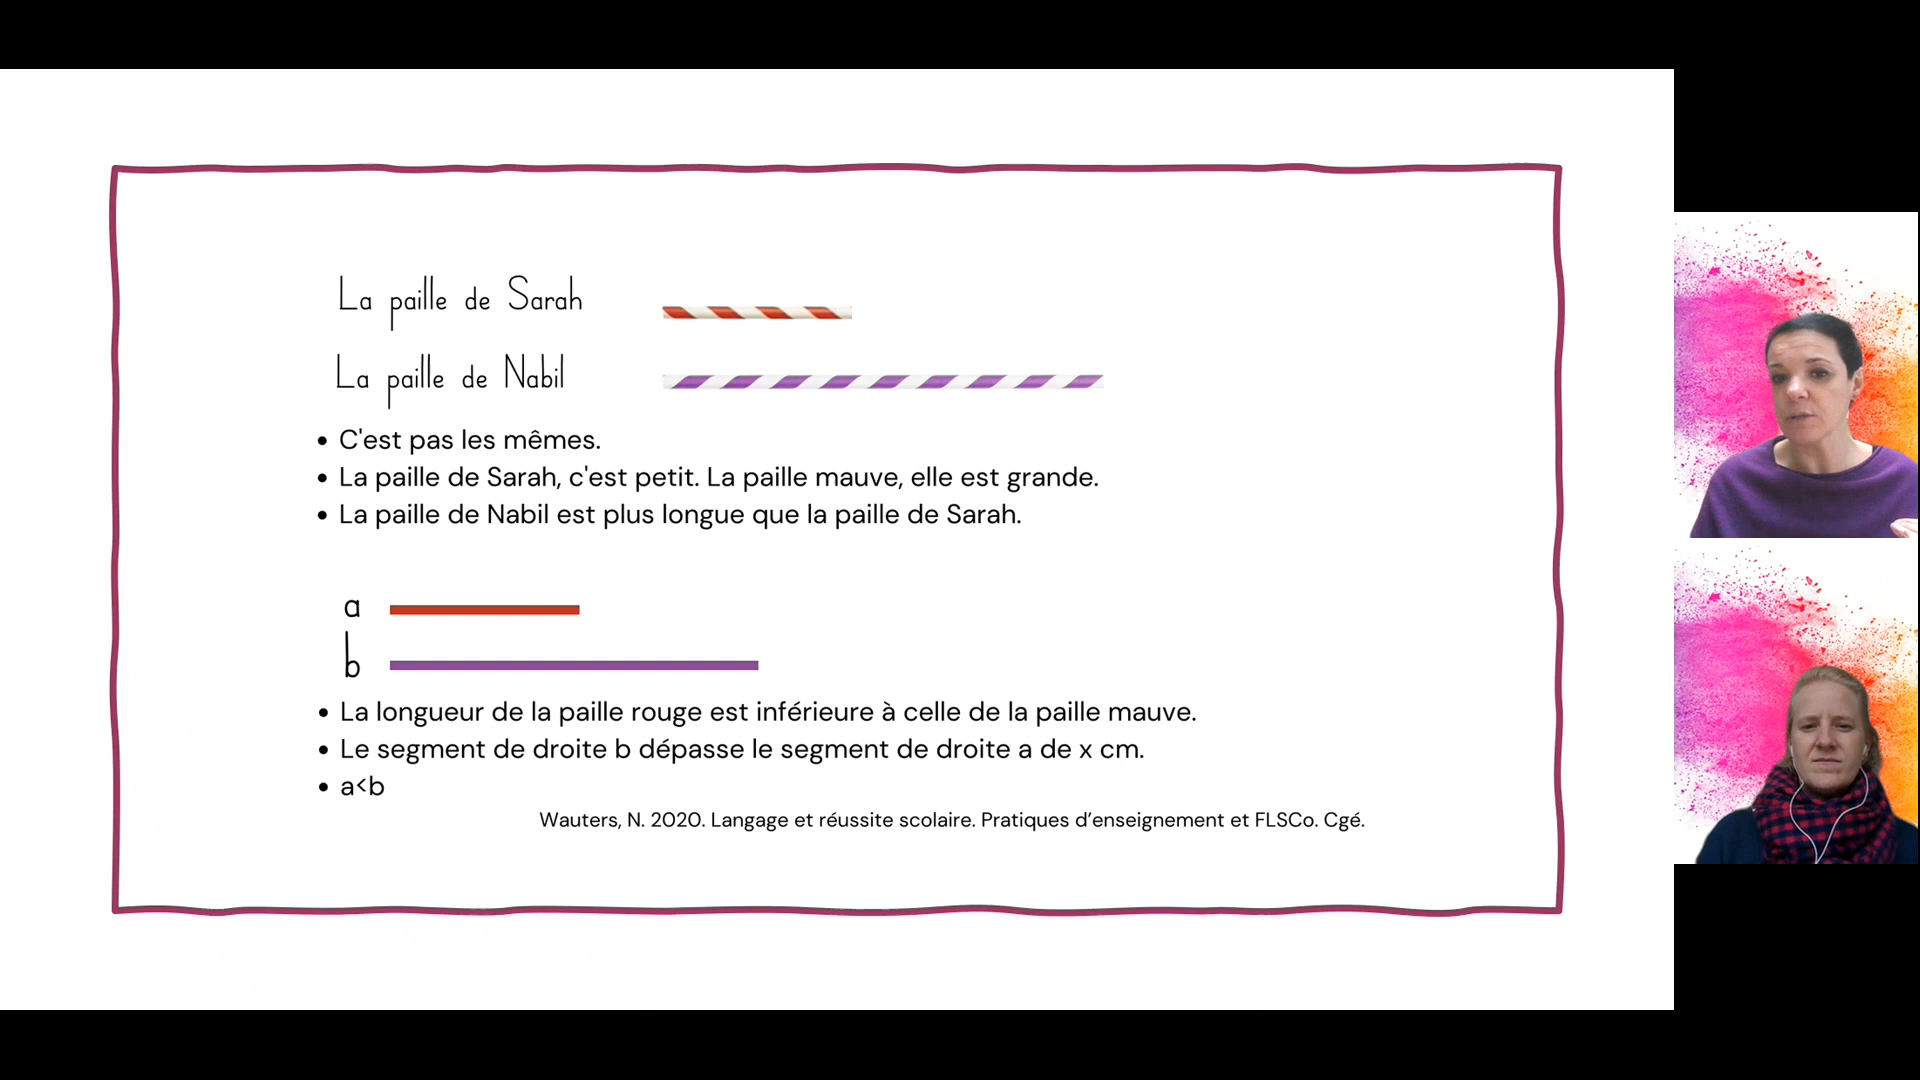 La paille de Sarah
La paille de Nabil
• C'est pas les mêmes.
• La paille de Sarah, c'est petit. La paille mauve, elle est grande.
• La paille de Nabil est plus longue que la paille de Sarah.
a
b
• La longueur de la paille rouge est inférieure à celle de la paille mauve.
• Le segment de droite b dépasse le segment de droite a de x cm.
• a<b
Wauters, N. 2020. Langage et réussite scolaire. Pratiques d’enseignement et FLSCo. Cgé.